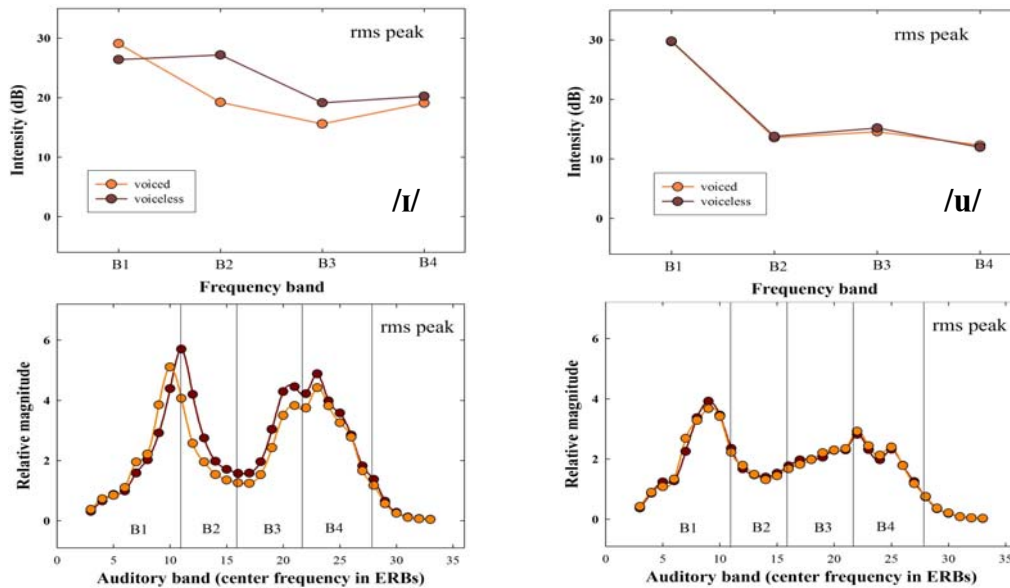 rms peak
Intensity (dB)
30
20
10
0
voiced
voiceless
/ɪ/
B1 B2 B3 B4
Frequency band
rms peak
Intensity (dB)
30
20
10
0
voiced
voiceless
/u/
B1 B2 B3 B4
Frequency band
rms peak
Relative magnitude
6
4
2
0
B1 B2 B3 B4
0 5 10 15 20 25 30 35
Auditory band (center frequency in ERBs)
rms peak
Relative magnitude
6
4
2
0
B1 B2 B3 B4
0 5 10 15 20 25 30 35
Auditory band (center frequency in ERBs)